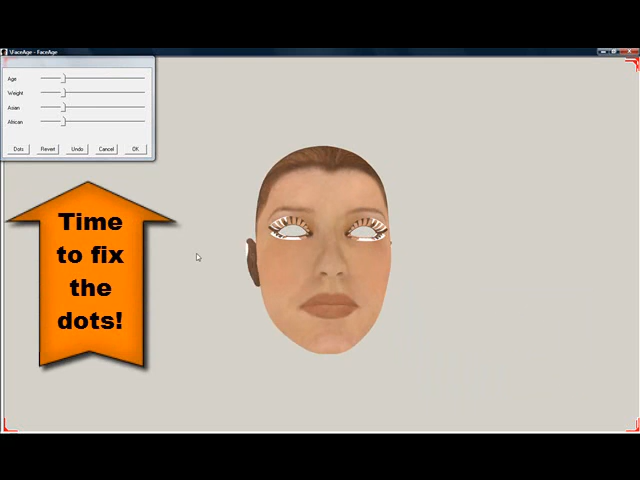 \FaceAge - FaceAge
Age
Weight
Asian
African
Dots Revert Undo Cancel OK
Time
to fix
the
dots!